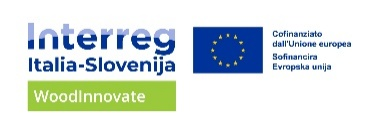 Interreg
Italia-Slovenija
WoodInnovate
Cofinanziato
dall'Unione europea
Sofinancira
Evropska unija